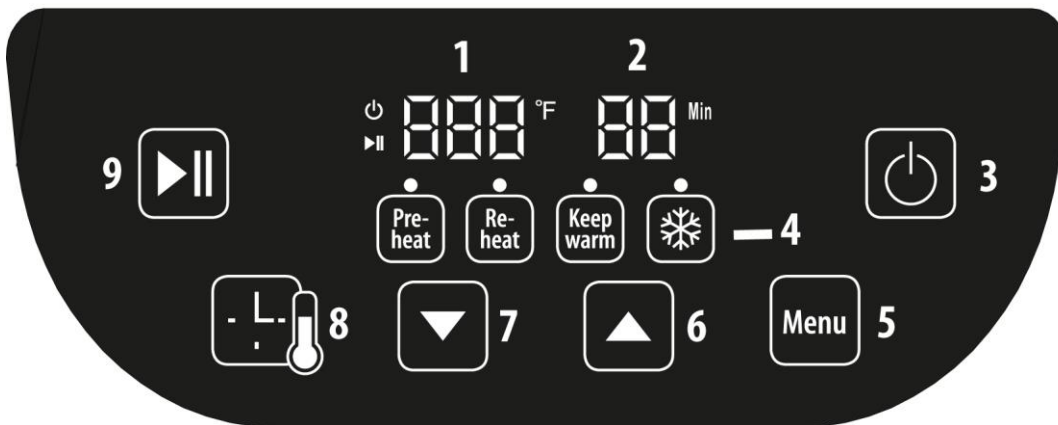 1 2
888 °F 88 Min
9 3
Pre-
heat
Re-
heat
Keep
warm
4
8 7 6 Menu 5